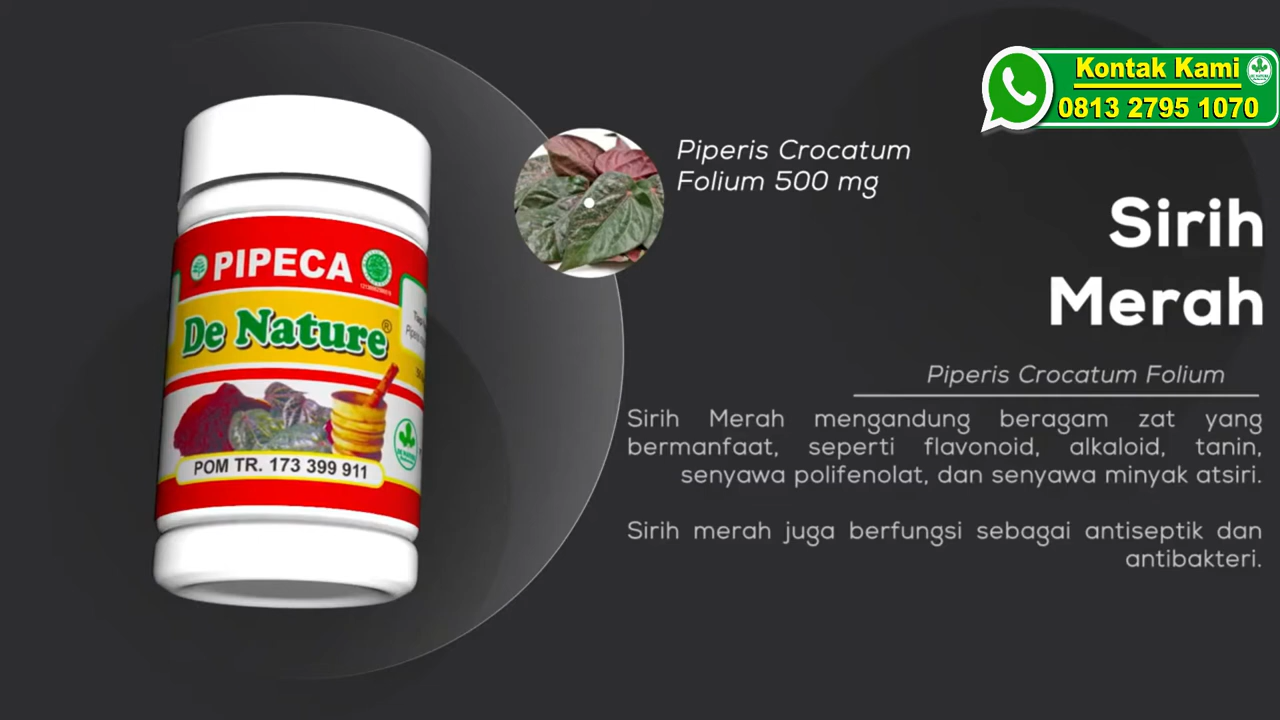 Kontak Kami
0813 2795 1070
Piperis Crocatum
Folium 500 mg
Sirih
Merah
Piperis Crocatum Folium
Sirih Merah mengandung beragam zat yang
bermanfaat, seperti flavonoid, alkaloid, tanin,
senyawa polifenolat, dan senyawa minyak atsiri.
Sirih merah juga berfungsi sebagai antiseptik dan
antibakteri.
PIPECA
De Nature®
POM TR. 173 399 911